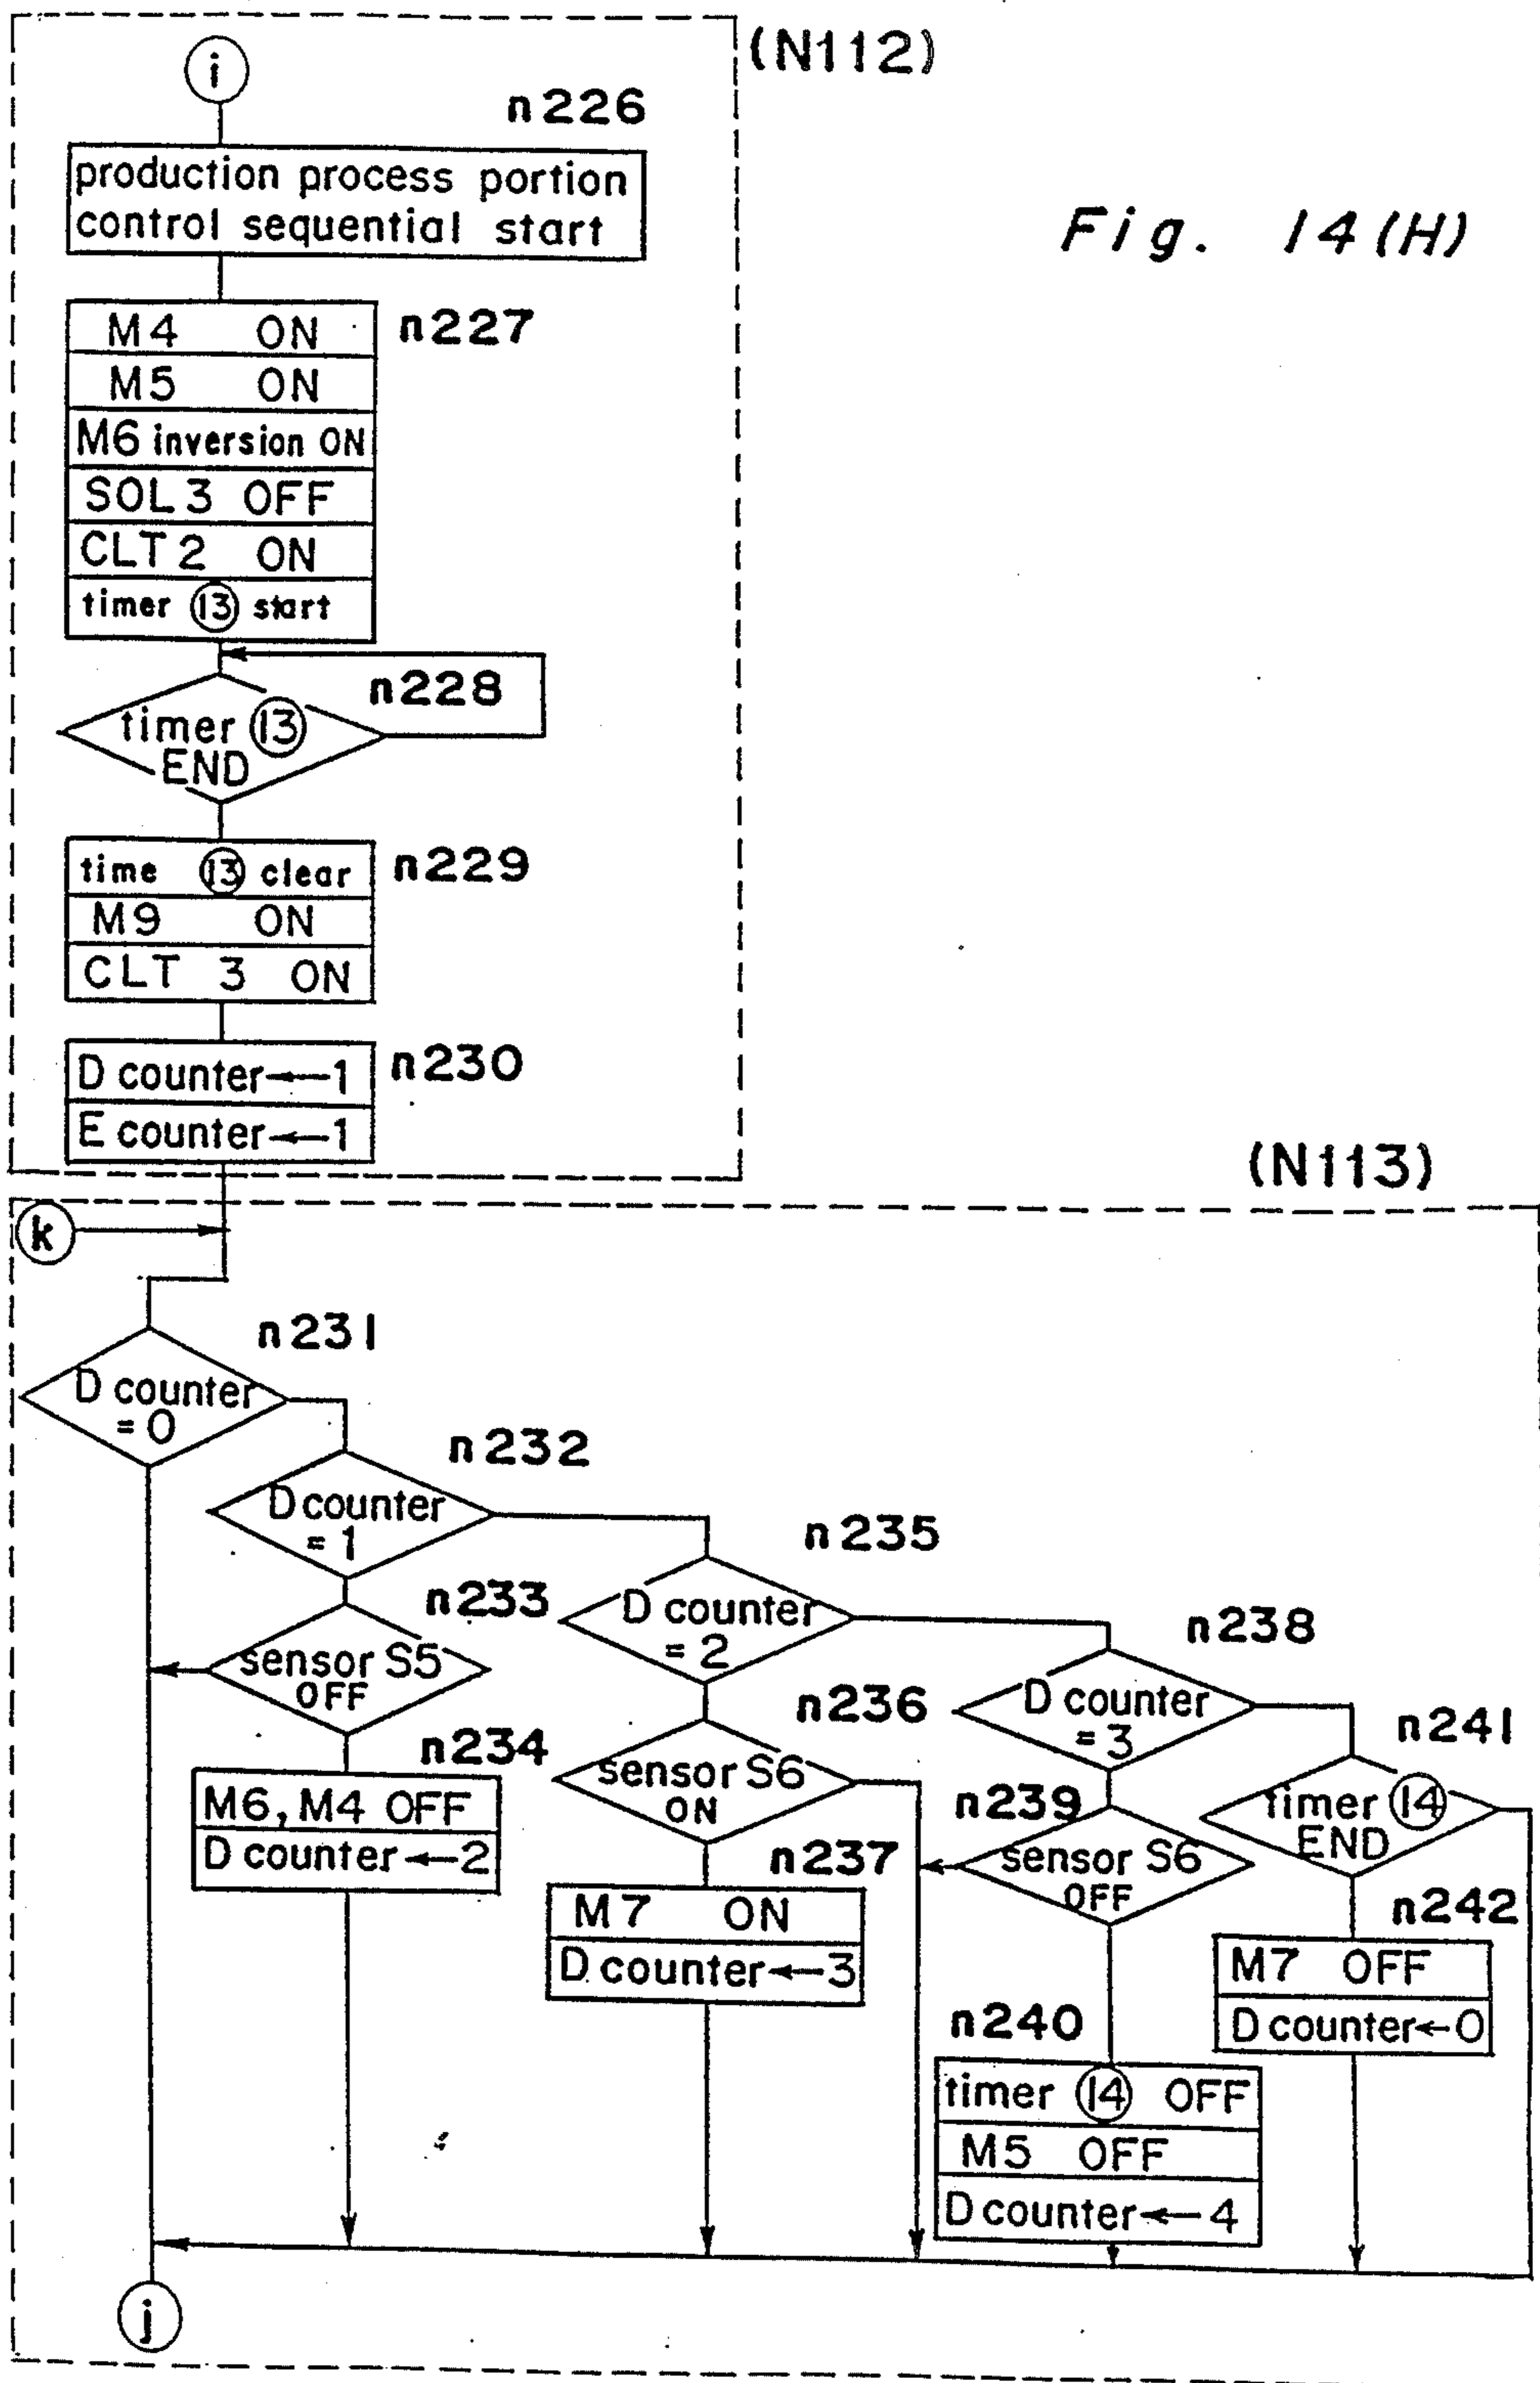 (N112)
i
n226
production process portion
control sequential start
Fig. 14(H)
M4 ON
n227
M5 ON
M6 inversion ON
SOL3 OFF
CLT2 ON
timer 13 start
n228
timer 13
END
time 13 clear
n229
M9 ON
CLT 3 ON
D counter←1
n230
E counter←1
(N113)
k
n231
D counter
=0
n232
D counter
=1
n235
D counter
=2
n233
sensor S5
OFF
n238
D counter
=3
n236
sensor S6
ON
n241
timer 14
END
n234
M6, M4 OFF
D counter←2
n239
sensor S6
OFF
n237
M7 ON
D counter←3
n242
M7 OFF
D counter←0
n240
timer 14 OFF
M5 OFF
D counter←4
j